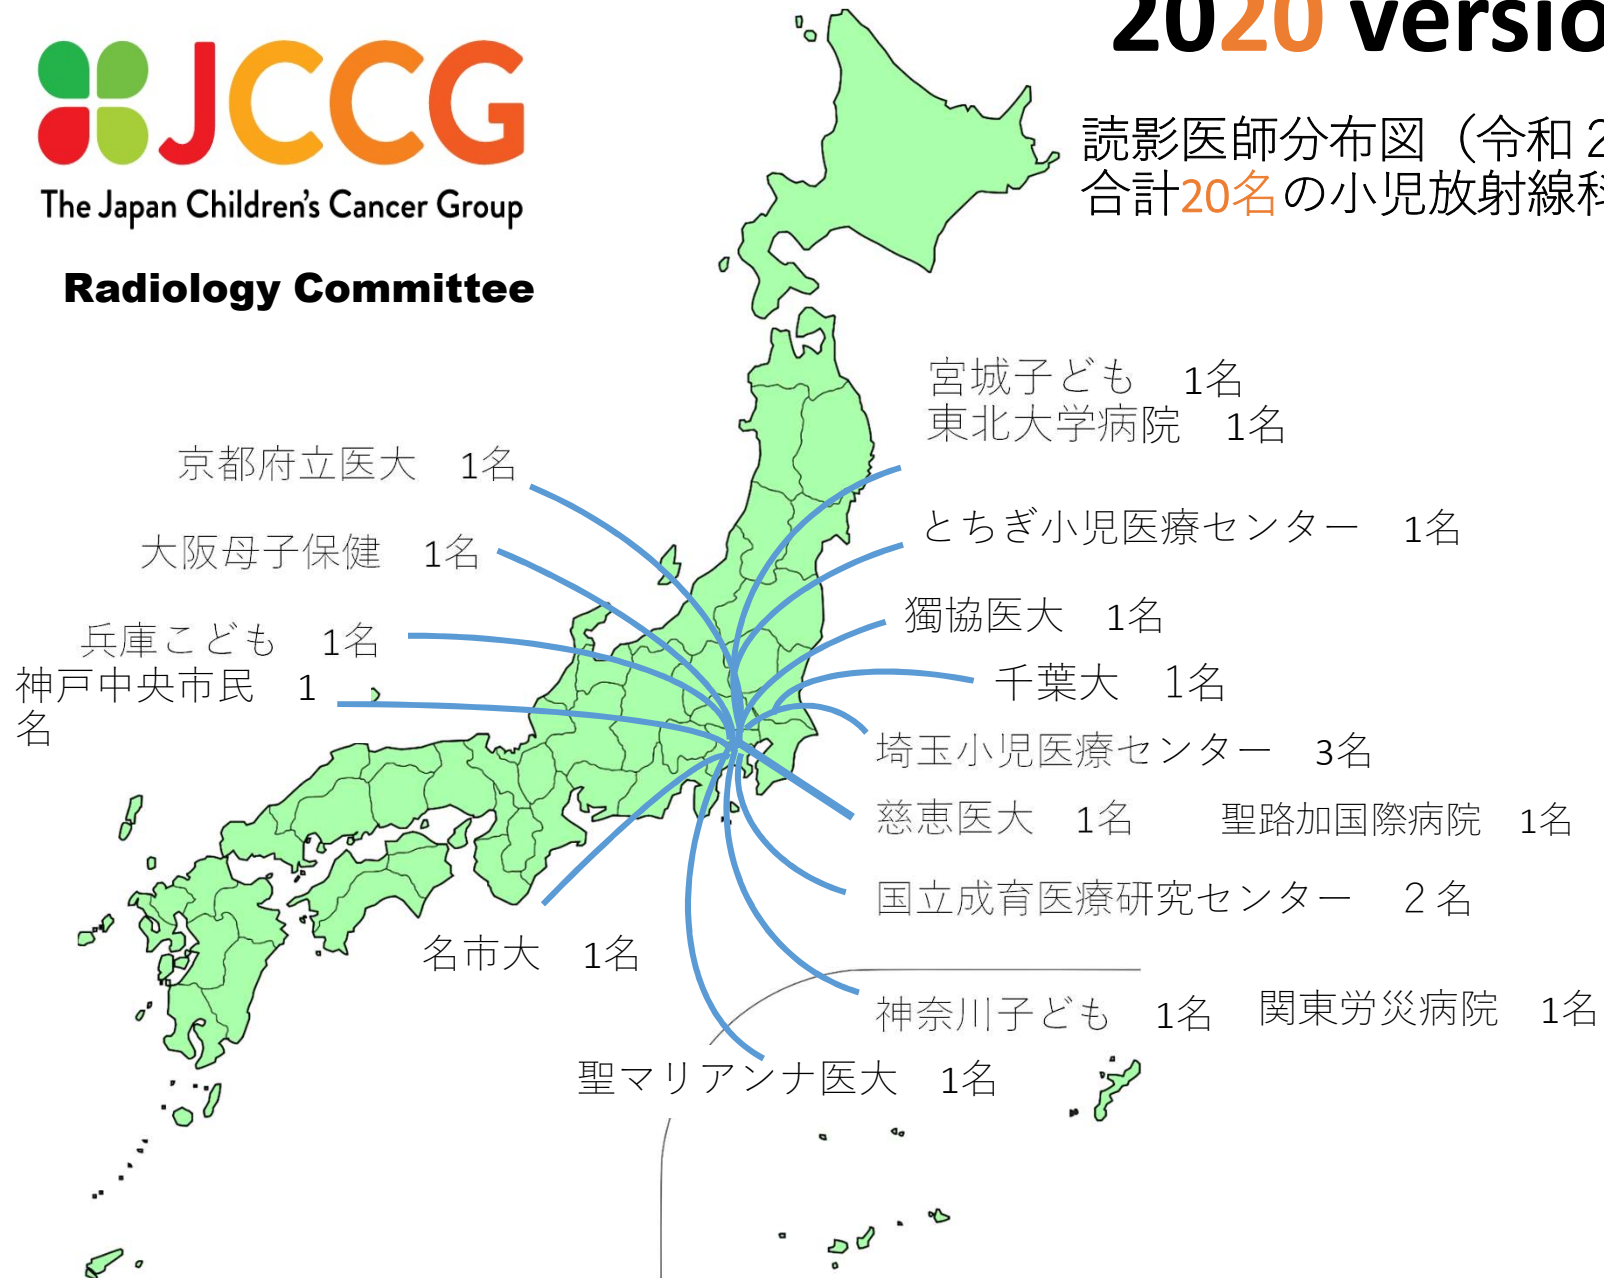 2020 versio
JCCG
The Japan Children's Cancer Group
Radiology Committee
読影医師分布図（令和２
合計20名の小児放射線科
宮城子ども　1名
東北大学病院　1名
京都府立医大　1名
とちぎ小児医療センター　1名
大阪母子保健　1名
獨協医大　1名
兵庫こども　1名
神戸中央市民　1
名
千葉大　1名
埼玉小児医療センター　3名
慈恵医大　1名　聖路加国際病院　1名
国立成育医療研究センター　２名
名市大　1名
神奈川子ども　1名　関東労災病院　1名
聖マリアンナ医大　1名